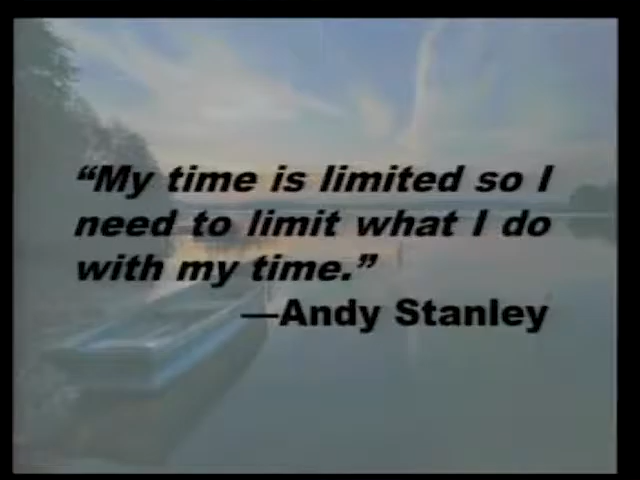 “My time is limited so I
need to limit what I do
with my time.”
—Andy Stanley